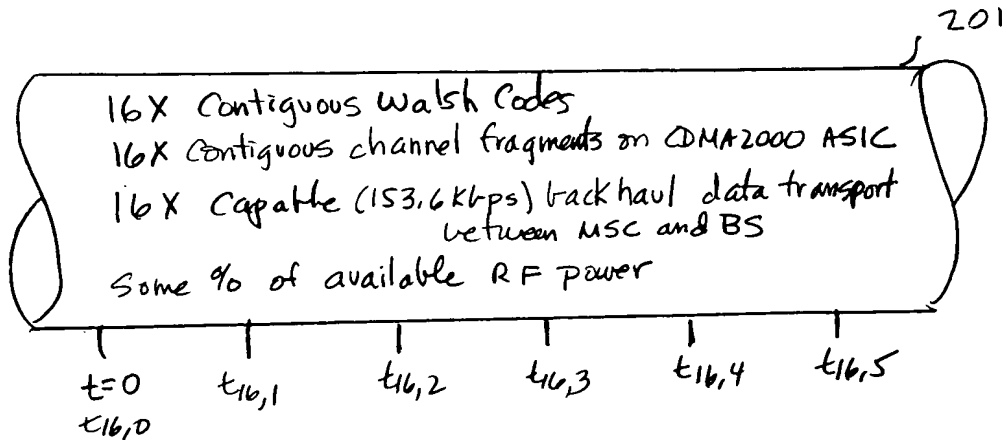 201
16X Contiguous Walsh Codes
16X Contiguous channel fragments on CDMA2000 ASIC
16X Capable (153.6Kbps) backhaul data transport
between MSC and BS
Some % of available RF power
t=0 t16,1 t16,2 t16,3 t16,4 t16,5
t16,0